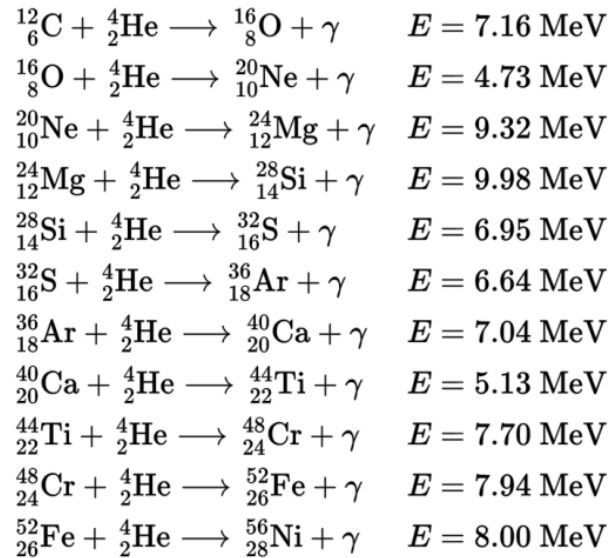 ¹²₆C + ⁴₂He ⟶ ¹⁶₈O + γ E = 7.16 MeV
¹⁶₈O + ⁴₂He ⟶ ²⁰₁₀Ne + γ E = 4.73 MeV
²⁰₁₀Ne + ⁴₂He ⟶ ²⁴₁₂Mg + γ E = 9.32 MeV
²⁴₁₂Mg + ⁴₂He ⟶ ²⁸₁₄Si + γ E = 9.98 MeV
²⁸₁₄Si + ⁴₂He ⟶ ³²₁₆S + γ E = 6.95 MeV
³²₁₆S + ⁴₂He ⟶ ³⁶₁₈Ar + γ E = 6.64 MeV
³⁶₁₈Ar + ⁴₂He ⟶ ⁴⁰₂₀Ca + γ E = 7.04 MeV
⁴⁰₂₀Ca + ⁴₂He ⟶ ⁴⁴₂₂Ti + γ E = 5.13 MeV
⁴⁴₂₂Ti + ⁴₂He ⟶ ⁴⁸₂₄Cr + γ E = 7.70 MeV
⁴⁸₂₄Cr + ⁴₂He ⟶ ⁵²₂₆Fe + γ E = 7.94 MeV
⁵²₂₆Fe + ⁴₂He ⟶ ⁵⁶₂₈Ni + γ E = 8.00 MeV